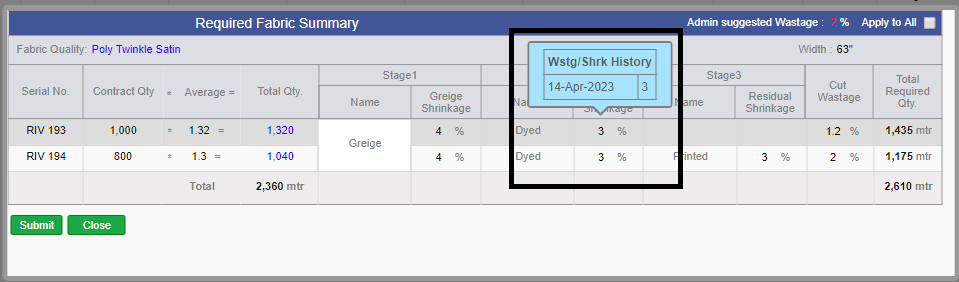 Required Fabric Summary
Admin suggested Wastage : 2 % Apply to All
Fabric Quality: Poly Twinkle Satin
Width : 63"
Wstg/Shrk History
14-Apr-2023 3
Serial No. Contract Qty * Average = Total Qty. Stage1 Stage3 Cut Wastage Total Required Qty.
Name Greige Shrinkage Shrinkage Name Residual Shrinkage
RIV 193 1,000 * 1.32 = 1,320 Greige 4 % Dyed 3 % 1.2 % 1,435 mtr
RIV 194 800 * 1.3 = 1,040 4 % Dyed 3 % Printed 3 % 2 % 1,175 mtr
Total 2,360 mtr 2,610 mtr
Submit Close